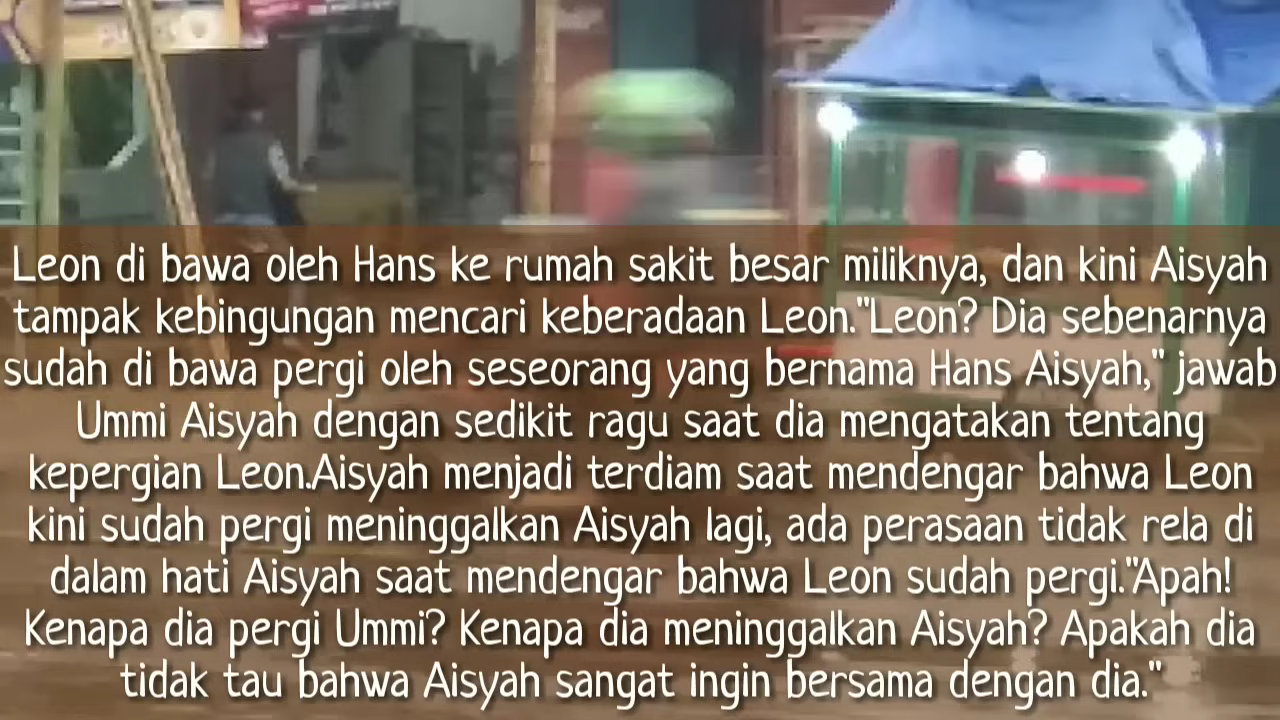 Leon di bawa oleh Hans ke rumah sakit besar miliknya, dan kini Aisyah
tampak kebingungan mencari keberadaan Leon."Leon? Dia sebenarnya
sudah di bawa pergi oleh seseorang yang bernama Hans Aisyah," jawab
Ummi Aisyah dengan sedikit ragu saat dia mengatakan tentang
kepergian Leon.Aisyah menjadi terdiam saat mendengar bahwa Leon
kini sudah pergi meninggalkan Aisyah lagi, ada perasaan tidak rela di
dalam hati Aisyah saat mendengar bahwa Leon sudah pergi."Apah!
Kenapa dia pergi Ummi? Kenapa dia meninggalkan Aisyah? Apakah dia
tidak tau bahwa Aisyah sangat ingin bersama dengan dia."